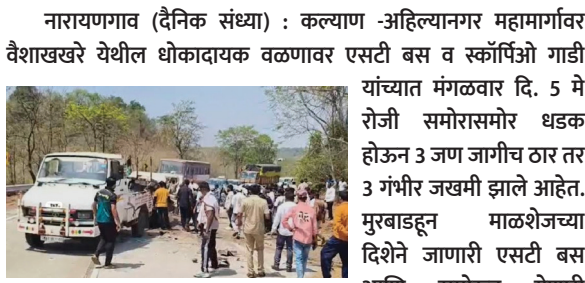 नारायणगाव (दैनिक संध्या) : कल्याण -अहिल्यानगर महामार्गावर
वैशाखखरे येथील धोकादायक वळणावर एसटी बस व स्कॉर्पिओ गाडी
यांच्यात मंगळवार दि. 5 मे
रोजी समोरासमोर धडक
होऊन 3 जण जागीच ठार तर
3 गंभीर जखमी झाले आहेत.
मुरबाडहून माळशेजच्या
दिशेने जाणारी एसटी बस